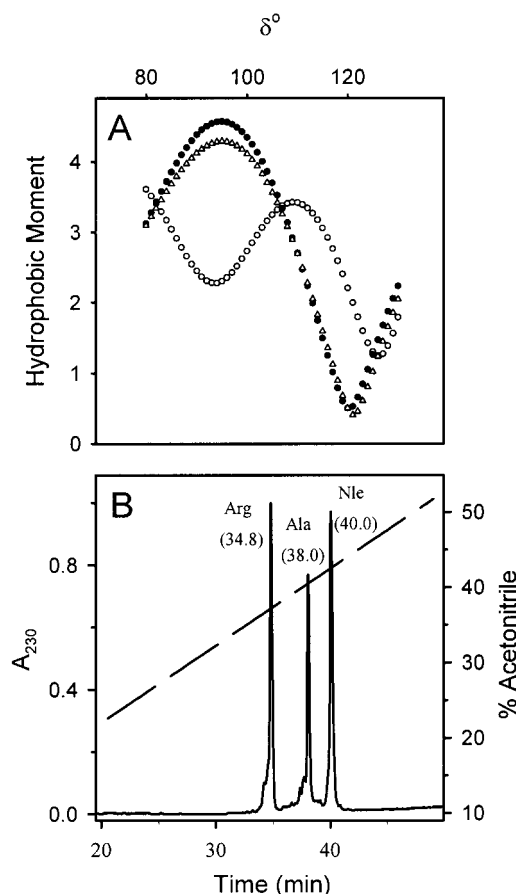 δ°
80 100 120
A
4
3
2
1
0
Hydrophobic Moment
B
Arg
(34.8)
Ala
(38.0)
Nle
(40.0)
0.8
0.4
0.0
A230
50
40
30
20
10
% Acetonitrile
20 30 40
Time (min)